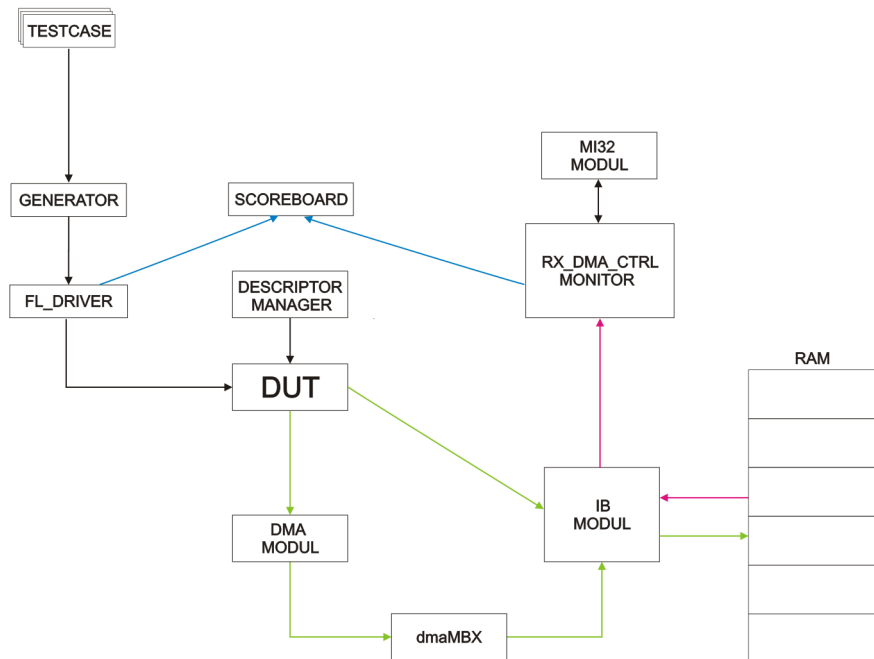 TESTCASE
MI32
MODUL
GENERATOR
SCOREBOARD
RX_DMA_CTRL
MONITOR
FL_DRIVER
DESCRIPTOR
MANAGER
RAM
DUT
IB
MODUL
DMA
MODUL
dmaMBX